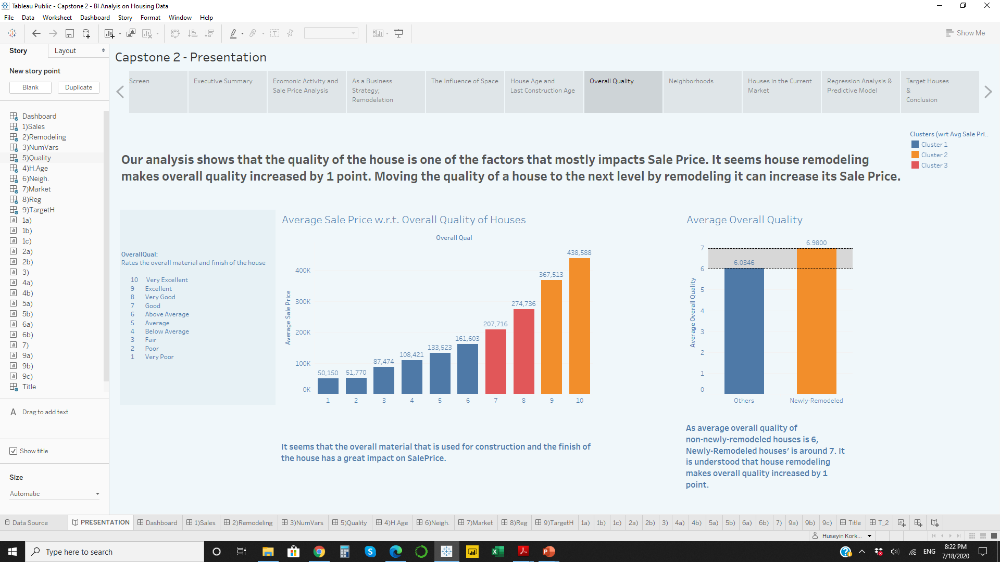 Tableau Public - Capstone 2 - BI Analyis on Housing Data
File Data Worksheet Dashboard Story Format Window Help
Show Me
Story Layout
New story point
Blank Duplicate
Dashboard
1)Sales
2)Remodeling
3)NumVars
5)Quality
4)H.Age
6)Neigh.
7)Market
8)Reg
9)TargetH
1a)
1b)
1c)
2a)
2b)
3)
4a)
4b)
5a)
5b)
6a)
6b)
7)
9a)
9b)
9c)
Title
A Drag to add text
Show title
Size
Automatic
Capstone 2 - Presentation
Screen
Executive Summary
Ecomonic Activity and
Sale Price Analysis
As a Business
Strategy;
Remodelation
The Influence of Space
House Age and
Last Construction Age
Overall Quality
Neighborhoods
Houses in the Current
Market
Regression Analysis &
Predictive Model
Target Houses
&
Conclusion
Clusters (wrt Avg Sale Pri..
Cluster 1
Cluster 2
Cluster 3
Our analysis shows that the quality of the house is one of the factors that mostly impacts Sale Price. It seems house remodeling
makes overall quality increased by 1 point. Moving the quality of a house to the next level by remodeling it can increase its Sale Price.
OverallQual:
Rates the overall material and finish of the house
10 Very Excellent
9 Excellent
8 Very Good
7 Good
6 Above Average
5 Average
4 Below Average
3 Fair
2 Poor
1 Very Poor
Average Sale Price w.r.t. Overall Quality of Houses
Overall Qual
Average Sale Price
400K
300K
200K
100K
0K
50,150
51,770
87,474
108,421
133,523
161,603
207,716
274,736
367,513
438,588
1 2 3 4 5 6 7 8 9 10
It seems that the overall material that is used for construction and the finish of
the house has a great impact on SalePrice.
Average Overall Quality
Average Overall Quality
7
6
5
4
3
2
1
0
6.0346
6.9800
Others Newly-Remodeled
As average overall quality of
non-newly-remodeled houses is 6,
Newly-Remodeled houses’ is around 7. It
is understood that house remodeling
makes overall quality increased by 1
point.
Data Source PRESENTATION Dashboard 1)Sales 2)Remodeling 3)NumVars 5)Quality 4)H.Age 6)Neigh. 7)Market 8)Reg 9)TargetH 1a) 1b) 1c) 2a) 2b) 3) 4a) 4b) 5a) 5b) 6a) 6b) 7) 9a) 9b) 9c) Title T_2
Huseyin Kork...
Type here to search
ENG
8:22 PM
7/18/2020